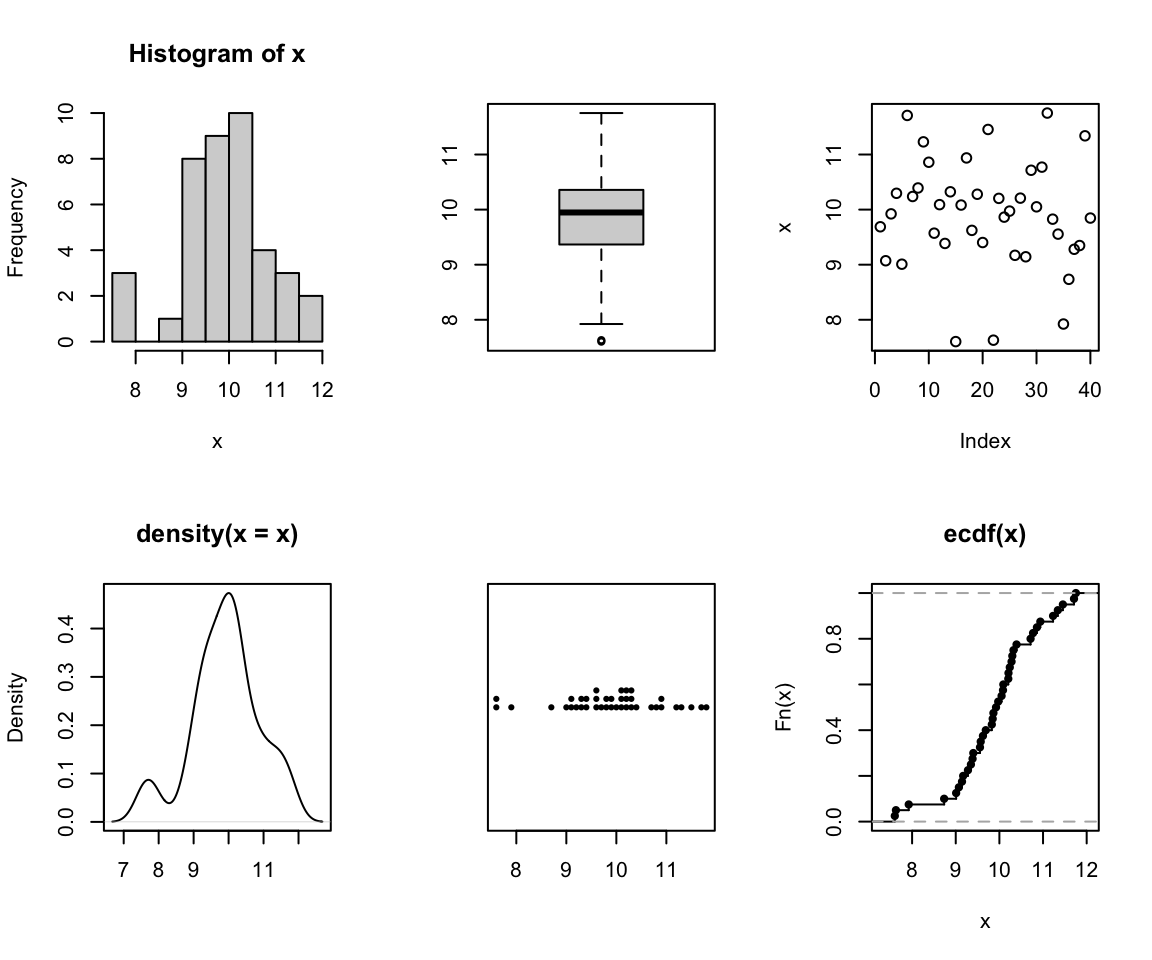 Histogram of x
Frequency
0 2 4 6 8 10
8 9 10 11 12
x
8 9 10 11
x
8 9 10 11
0 10 20 30 40
Index
density(x = x)
Density
0.0 0.1 0.2 0.3 0.4
7 8 9 11
8 9 10 11
ecdf(x)
Fn(x)
0.0 0.4 0.8
8 9 10 11 12
x